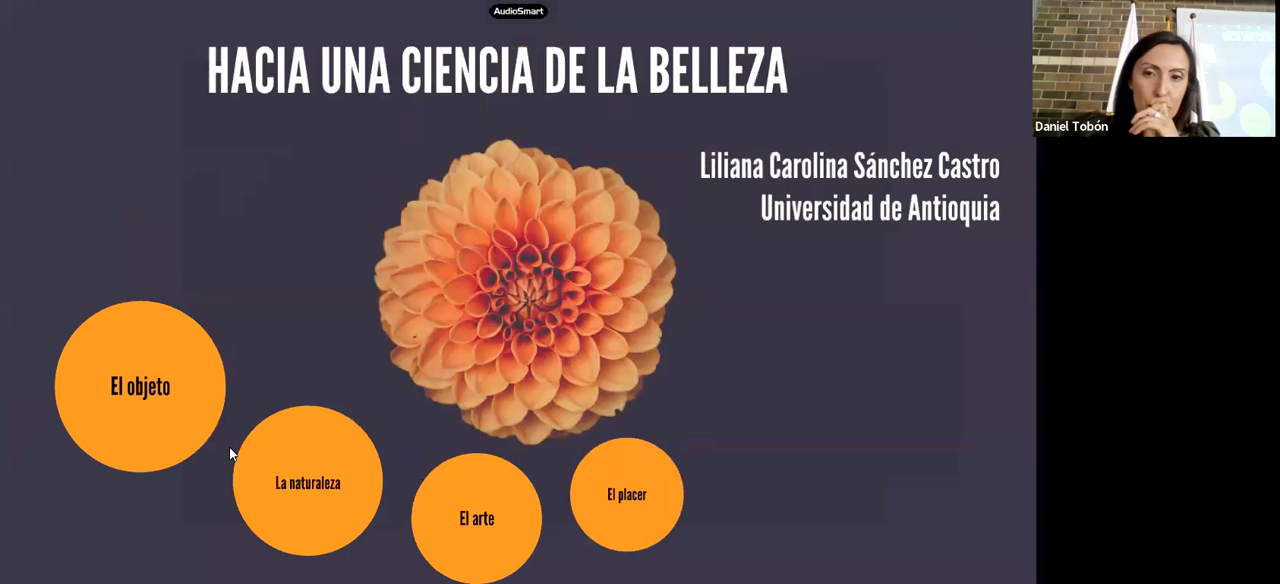 AudioSmart
HACIA UNA CIENCIA DE LA BELLEZA
Daniel Tobón
Liliana Carolina Sánchez Castro
Universidad de Antioquia
El objeto
La naturaleza
El arte
El placer